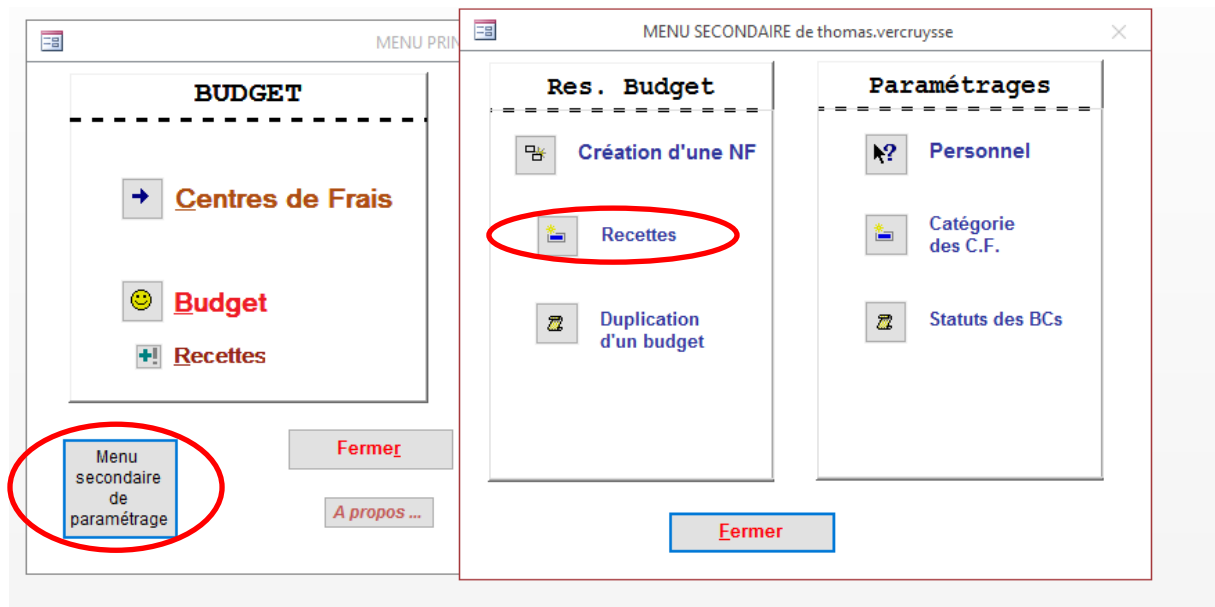 MENU PRIN
BUDGET
Centres de Frais
Budget
Recettes
Menu
secondaire
de
paramétrage
Fermer
A propos ...
MENU SECONDAIRE de thomas.vercruysse
Res. Budget
Création d'une NF
Recettes
Duplication
d'un budget
Paramétrages
Personnel
Catégorie
des C.F.
Statuts des BCs
Fermer